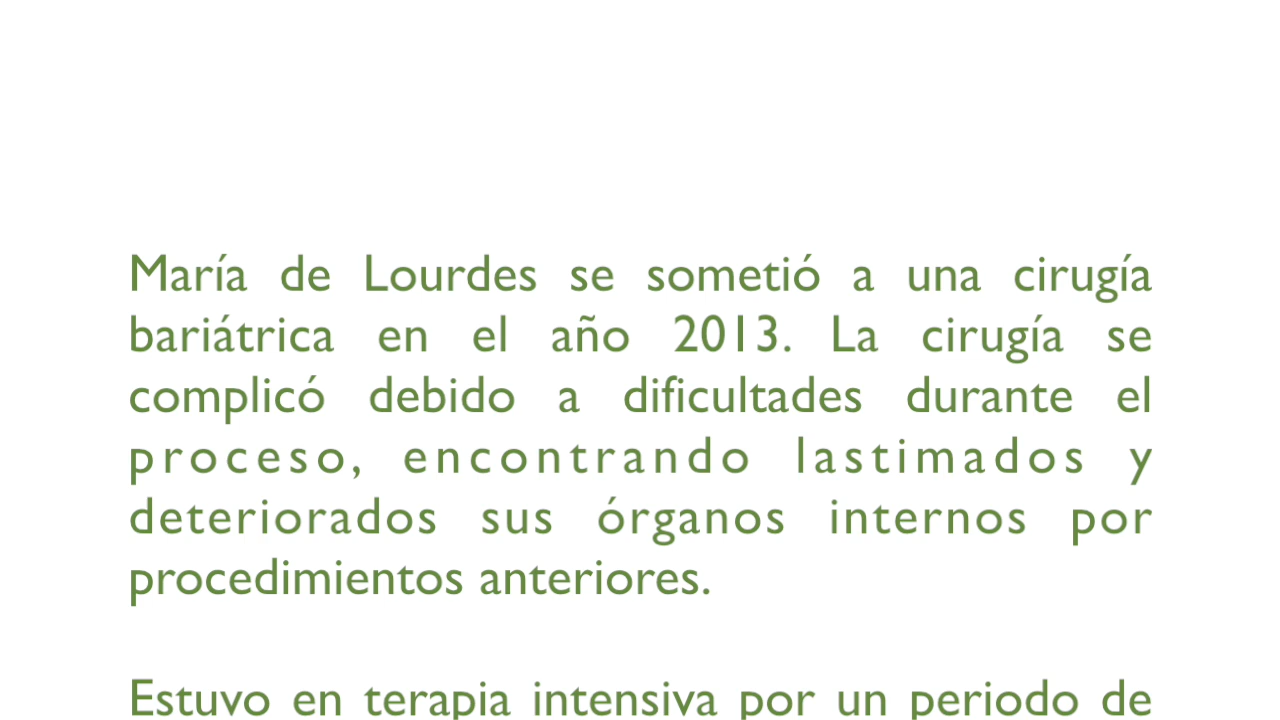 María de Lourdes se sometió a una cirugía
bariátrica en el año 2013. La cirugía se
complicó debido a dificultades durante el
proceso, encontrando lastimados y
deteriorados sus órganos internos por
procedimientos anteriores.
Estuvo en terapia intensiva por un periodo de